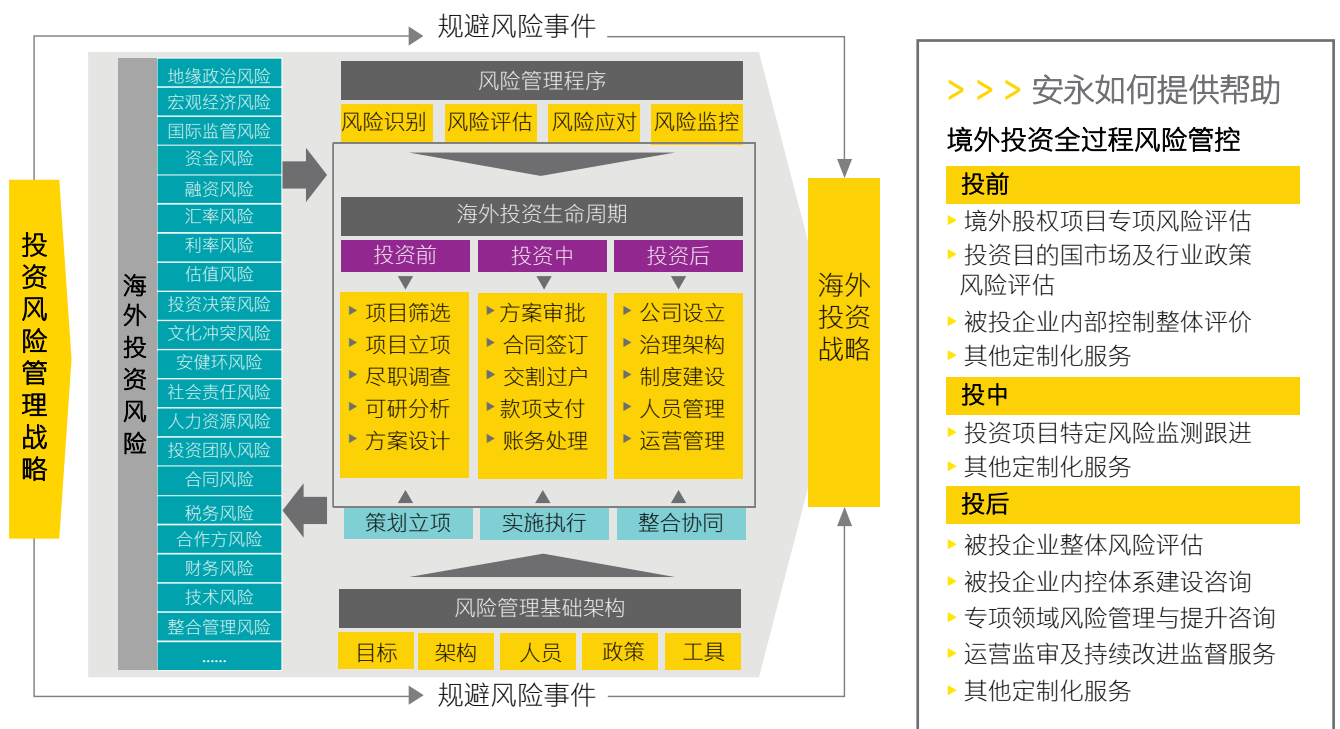 规避风险事件
投资风险管理战略
海外投资风险
地缘政治风险
宏观经济风险
国际监管风险
资金风险
融资风险
汇率风险
利率风险
估值风险
投资决策风险
文化冲突风险
安健环风险
社会责任风险
人力资源风险
投资团队风险
合同风险
税务风险
合作方风险
财务风险
技术风险
整合管理风险
......
风险管理程序
风险识别 风险评估 风险应对 风险监控
海外投资生命周期
投资前 投资中 投资后
项目筛选
项目立项
尽职调查
可研分析
方案设计
方案审批
合同签订
交割过户
款项支付
账务处理
公司设立
治理架构
制度建设
人员管理
运营管理
策划立项 实施执行 整合协同
风险管理基础架构
目标 架构 人员 政策 工具
海外
投资
战略
规避风险事件
> > > 安永如何提供帮助
境外投资全过程风险管控
投前
境外股权项目专项风险评估
投资目的国市场及行业政策
风险评估
被投企业内部控制整体评价
其他定制化服务
投中
投资项目特定风险监测跟进
其他定制化服务
投后
被投企业整体风险评估
被投企业内控体系建设咨询
专项领域风险管理与提升咨询
运营监审及持续改进监督服务
其他定制化服务